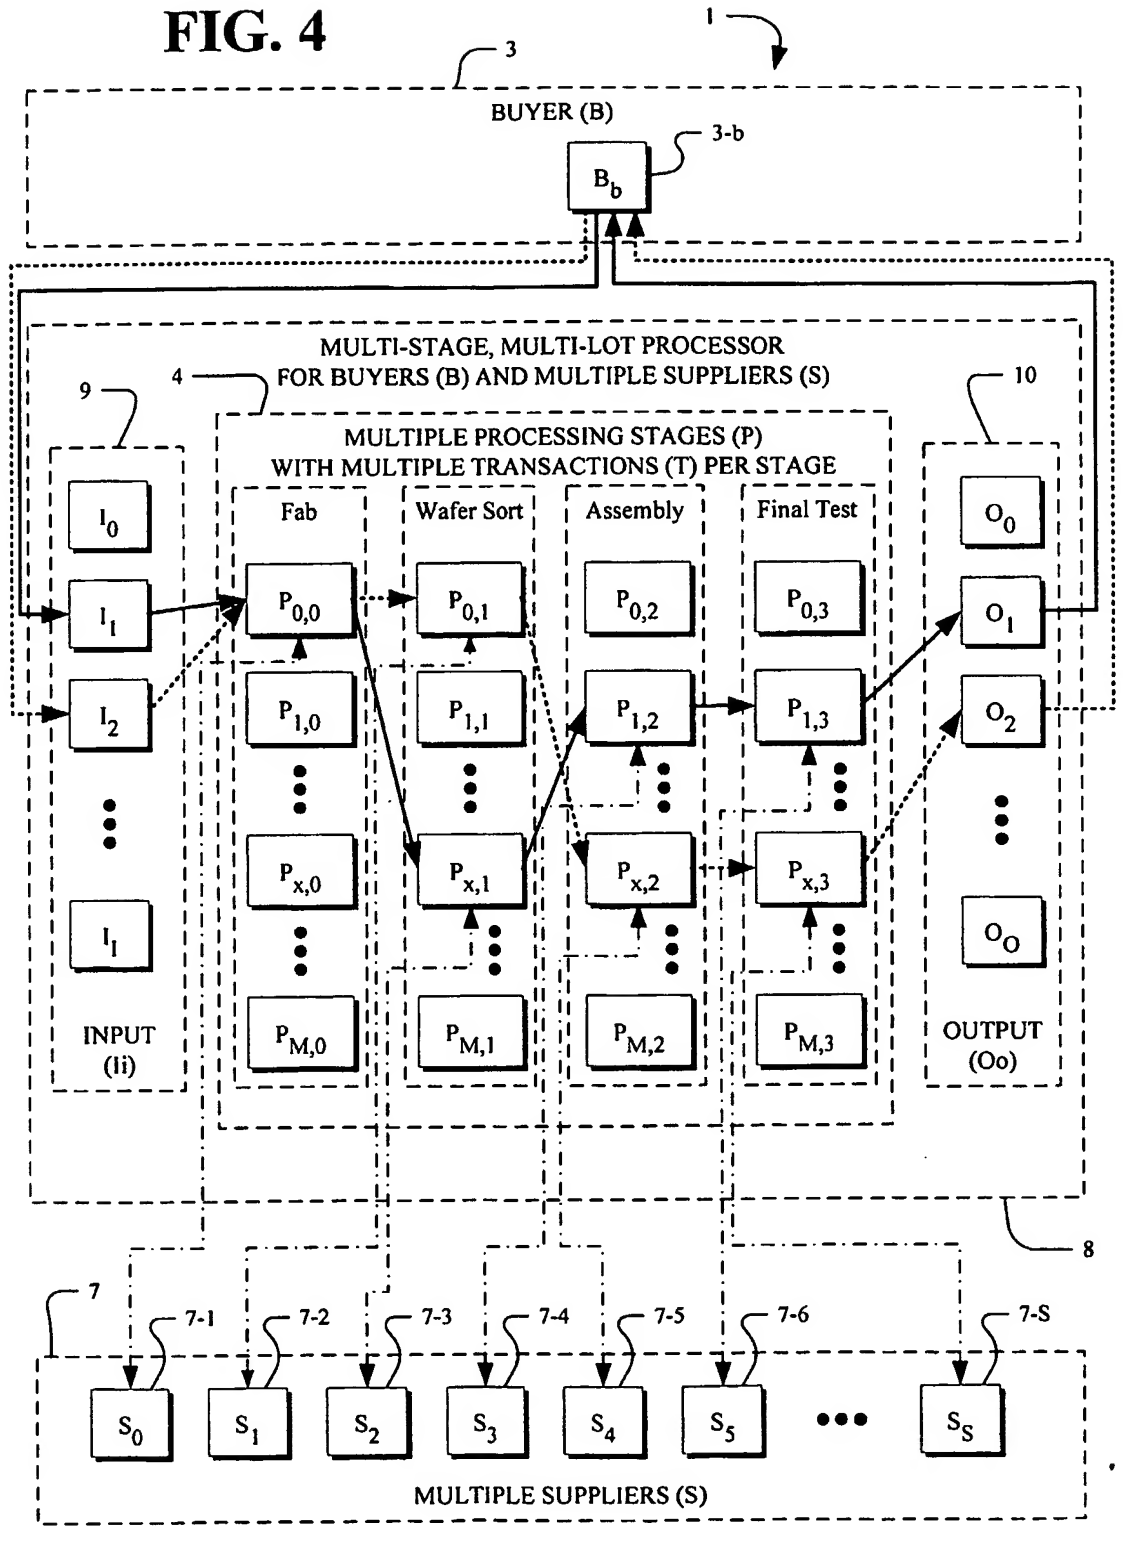 FIG. 4
1
3
BUYER (B)
3-b
B_b
MULTI-STAGE, MULTI-LOT PROCESSOR
FOR BUYERS (B) AND MULTIPLE SUPPLIERS (S)
9
4
10
MULTIPLE PROCESSING STAGES (P)
WITH MULTIPLE TRANSACTIONS (T) PER STAGE
Fab Wafer Sort Assembly Final Test
I_0 O_0
P_0,0 P_0,1 P_0,2 P_0,3
I_1 O_1
P_1,0 P_1,1 P_1,2 P_1,3
I_2 O_2
P_x,0 P_x,1 P_x,2 P_x,3
I_I O_O
P_M,0 P_M,1 P_M,2 P_M,3
INPUT
(Ii)
OUTPUT
(Oo)
8
7
7-1 7-2 7-3 7-4 7-5 7-6 7-S
S_0 S_1 S_2 S_3 S_4 S_5 S_S
MULTIPLE SUPPLIERS (S)